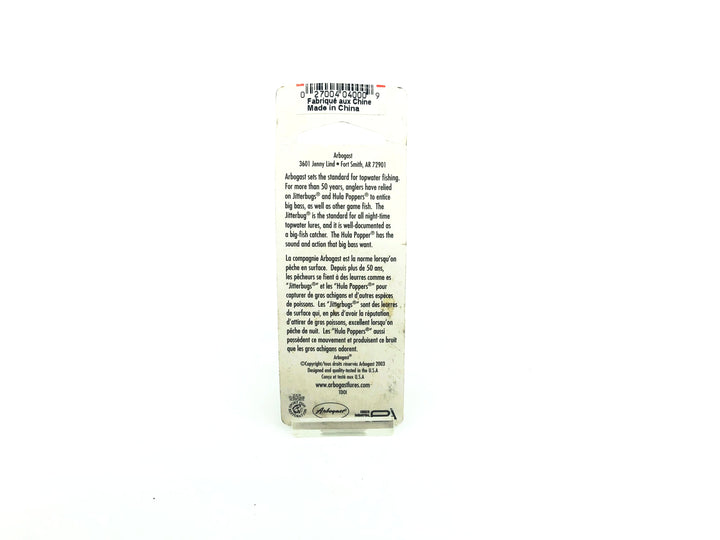 0 27004 04000 9
Fabriqué aux Chine
Made in China
Arbogast
3601 Jenny Lind • Fort Smith, AR 72901
Arbogast sets the standard for topwater fishing.
For more than 50 years, anglers have relied
on Jitterbugs® and Hula Poppers® to entice
big bass, as well as other game fish. The
Jitterbug® is the standard for all night-time
topwater lures, and it is well-documented as
a big-fish catcher. The Hula Popper® has the
sound and action that big bass want.
La compagnie Arbogast est la norme lorsqu'on
pêche en surface. Depuis plus de 50 ans,
les pécheurs se fient à des leurres comme es
"Jitterbugs®" et les "Hula Poppers®" pour
capturer de gros achigans et d'autres espèces
de poissons. Les "Jitterbugs®" sont des leurres
de surface qui, en plus d'avoir la réputation,
d'attirer de gros poissons, excellent lorsqu'on
pêche de nuit. Les "Hula Poppers®" aussi
possèdent ce mouvement et produisent ce bruit
que les gros achigans adorent.
Arbogast®
©Copyright/tous droits réservés Arbogast 2003
Designed and quality-tested in the U.S.A
Conçu et testé aux U.S.A
www.arbogastlures.com
TDOI
Arbogast